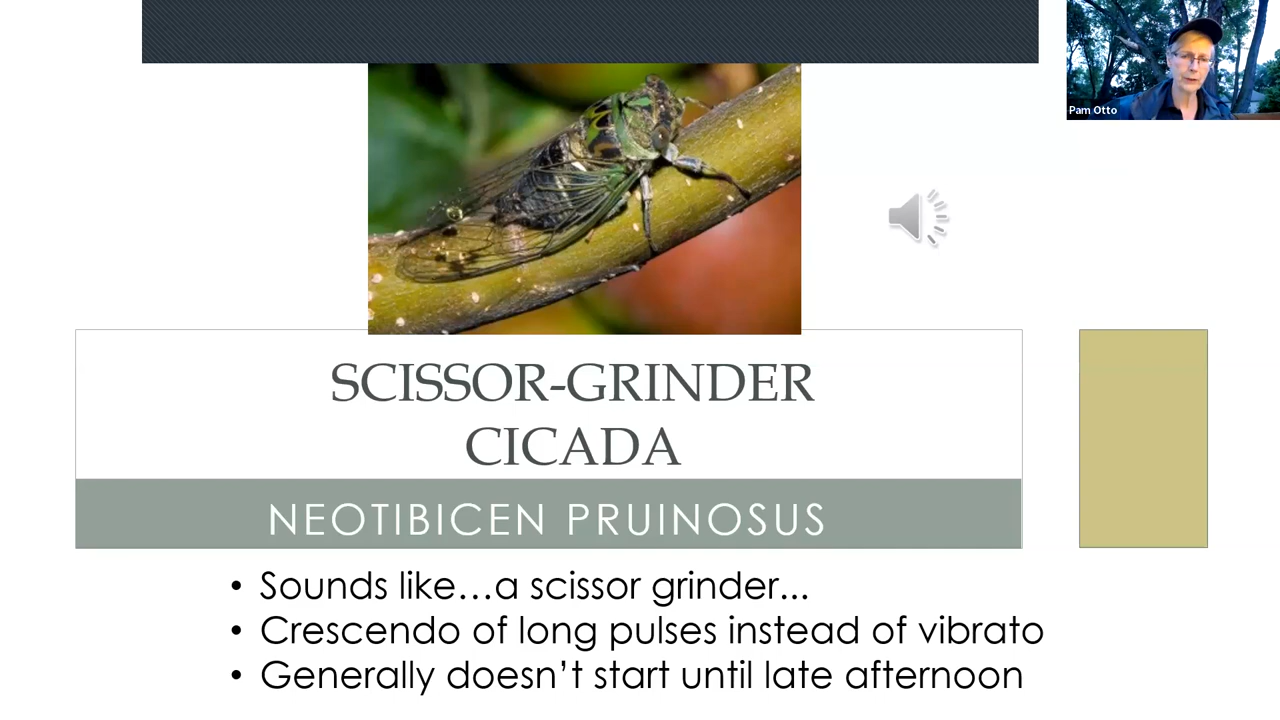 Pam Otto
SCISSOR-GRINDER
CICADA
NEOTIBICEN PRUINOSUS
• Sounds like…a scissor grinder...
• Crescendo of long pulses instead of vibrato
• Generally doesn’t start until late afternoon